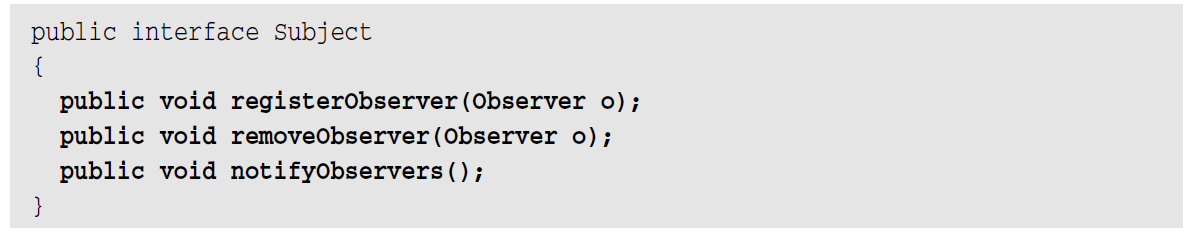 public interface Subject
{
  public void registerObserver(Observer o);
  public void removeObserver(Observer o);
  public void notifyObservers();
}